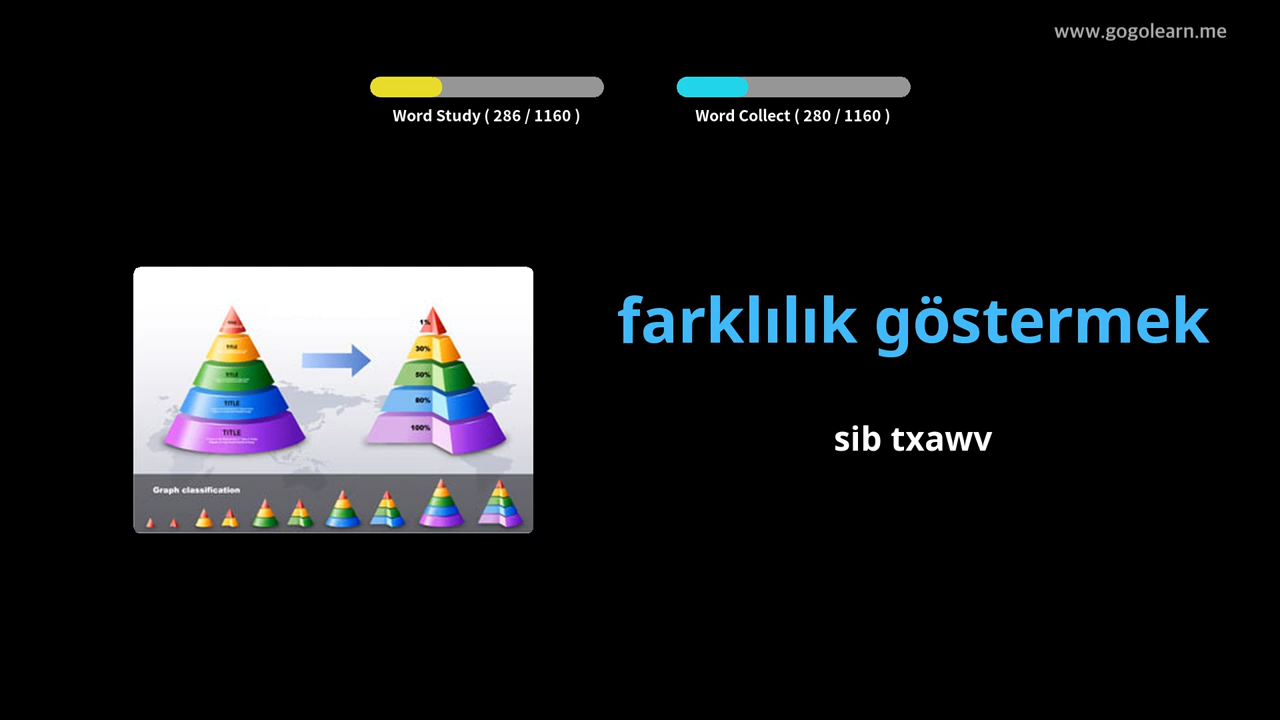 www.gogolearn.me
Word Study ( 286 / 1160 )
Word Collect ( 280 / 1160 )
farklılık göstermek
sib txawv
TITLE
TITLE
TITLE
TITLE
1%
30%
50%
80%
100%
Graph classification